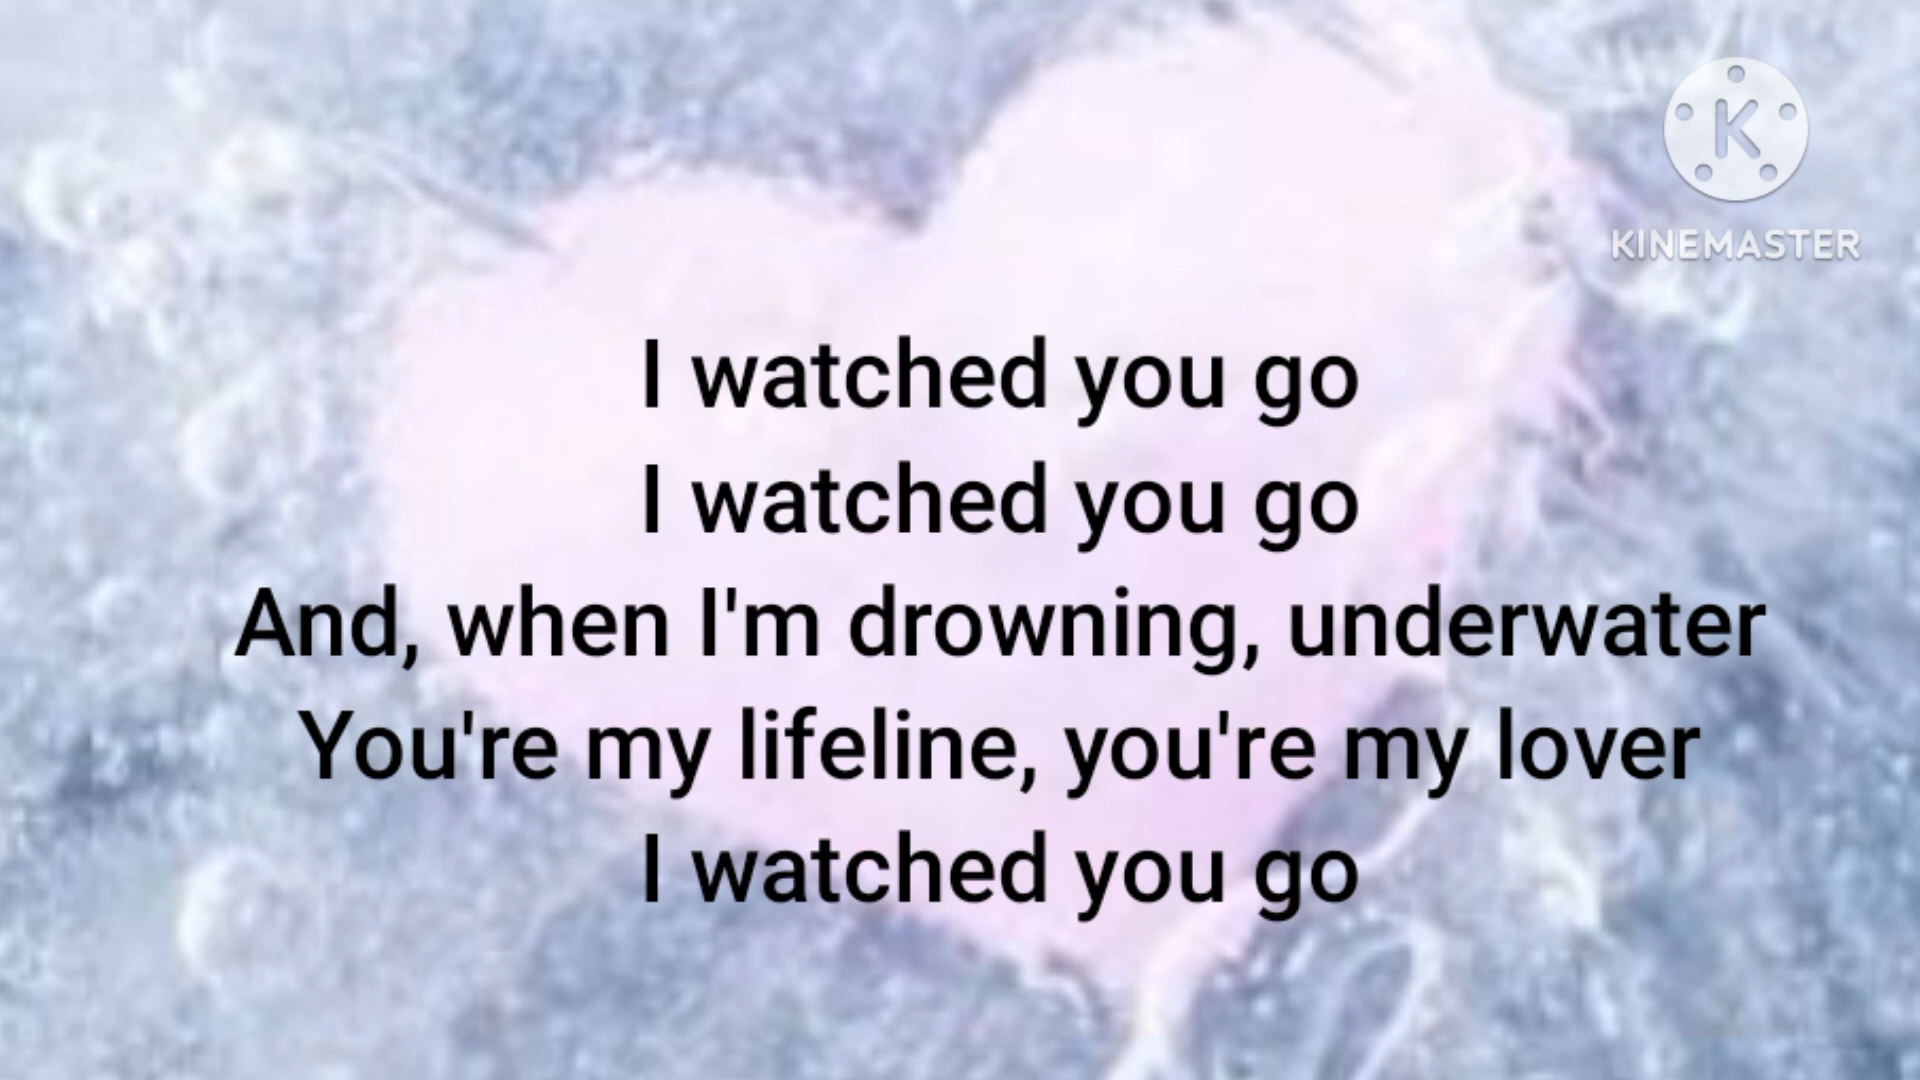 K
KINEMASTER
I watched you go
I watched you go
And, when I'm drowning, underwater
You're my lifeline, you're my lover
I watched you go